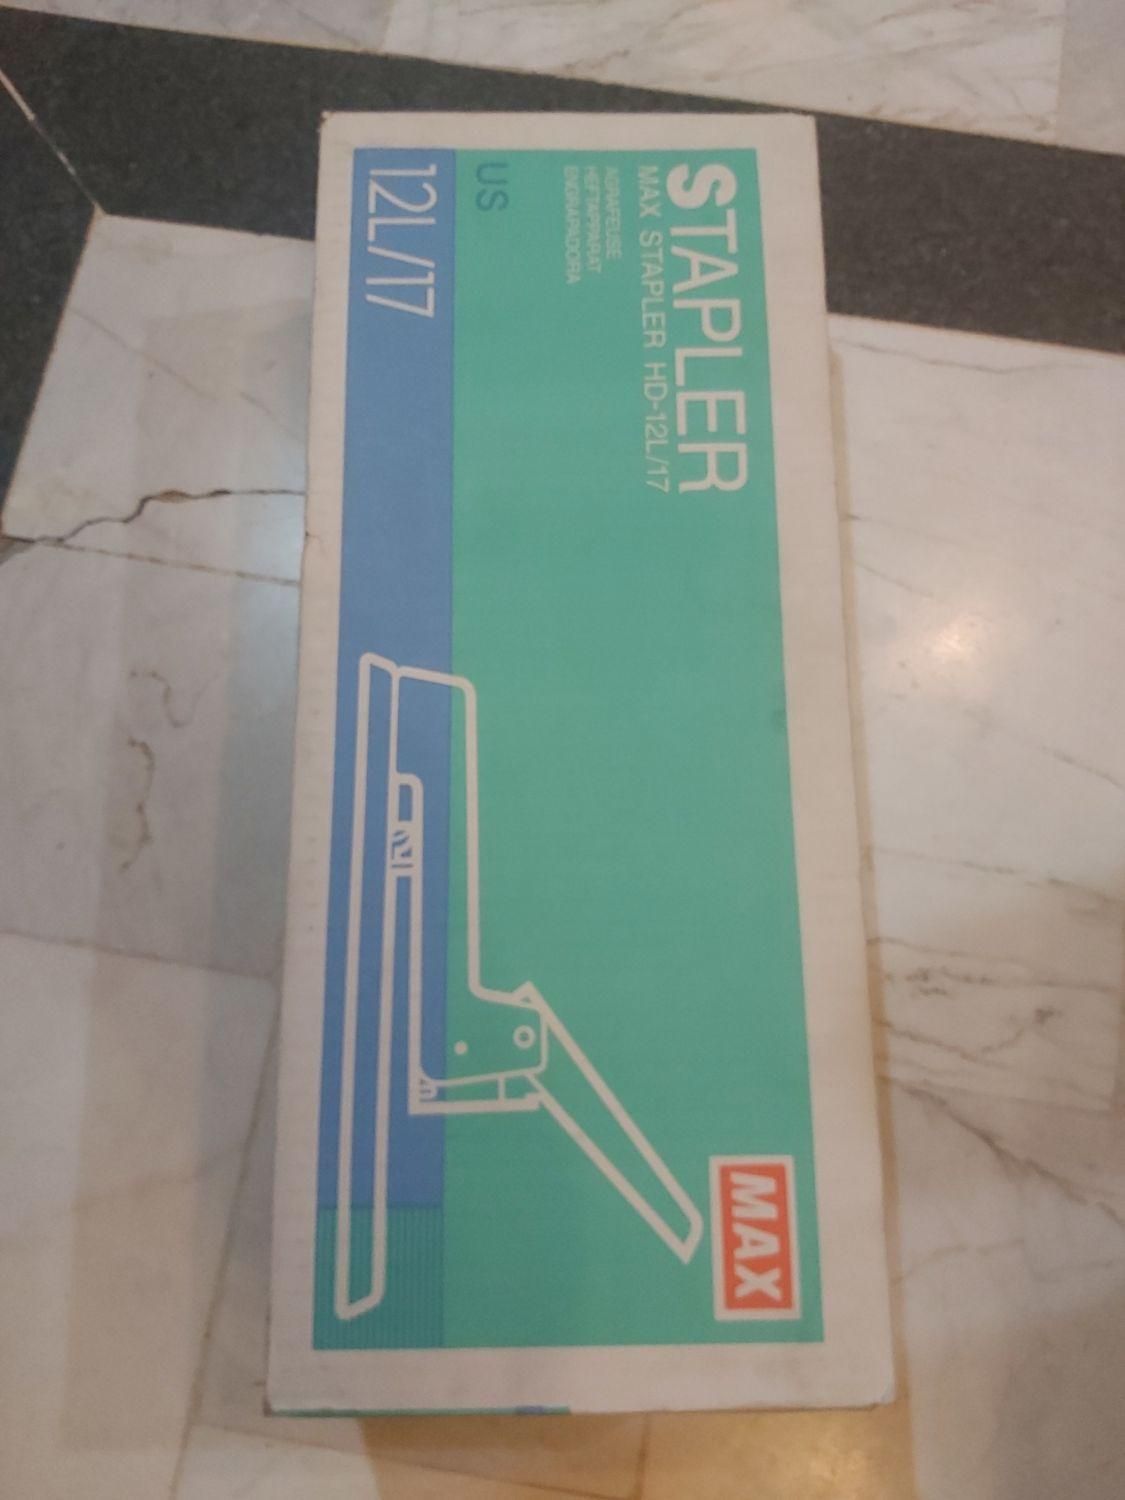 STAPLER
MAX STAPLER HD-12L/17
AGRAFEUSE
HEFTAPPARAT
ENGRAPADORA
US
12L/17
MAX